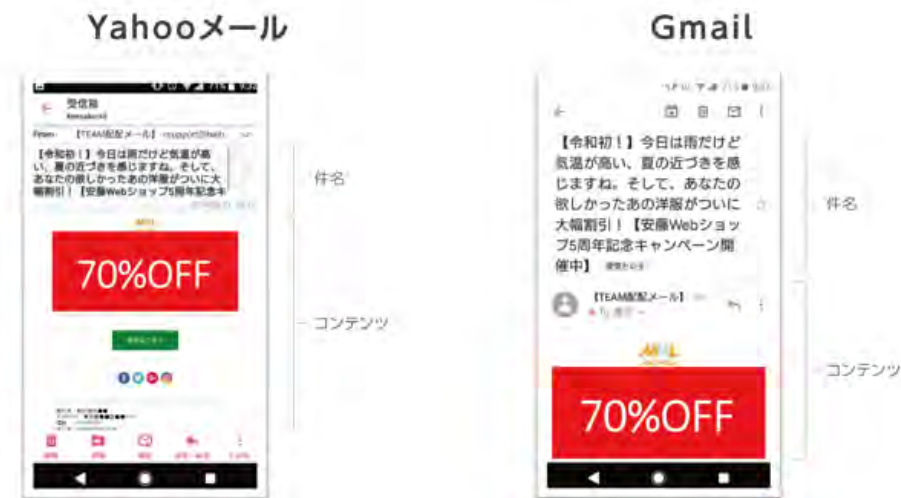 Yahooメール
受信箱
From: 【TEAM配配メール】
【令和初!】今日は雨だけど気温が高
い、夏の近づきを感じますね。そして、
あなたの欲しかったあの洋服がついに大
幅割引!【安藤Webショップ5周年記念キ
件名
70%OFF
コンテンツ
Gmail
【令和初!】今日は雨だけど
気温が高い、夏の近づきを感
じますね。そして、あなたの
欲しかったあの洋服がついに
大幅割引!【安藤Webショッ
プ5周年記念キャンペーン開
催中】
件名
【TEAM配配メール】
70%OFF
コンテンツ